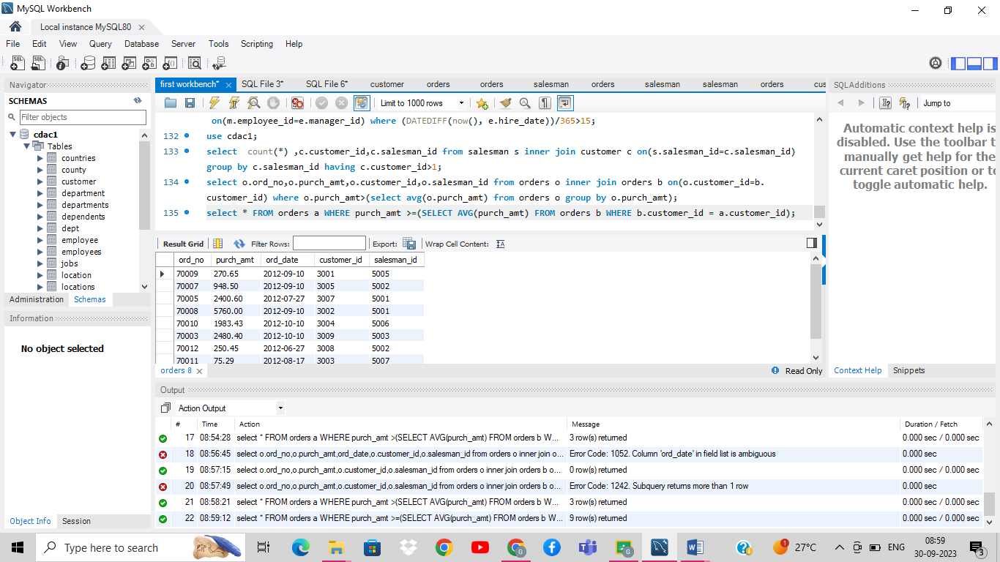 MySQL Workbench
Local instance MySQL80
File Edit View Query Database Server Tools Scripting Help
Navigator
SCHEMAS
Filter objects
cdac1
Tables
countries
county
customer
department
departments
dependents
dept
employee
employees
jobs
location
locations
Administration Schemas
Information
No object selected
Object Info Session
first workbench* SQL File 3* SQL File 6* customer orders orders salesman orders salesman salesman orders cus
Limit to 1000 rows
on(m.employee_id=e.manager_id) where (DATEDIFF(now(), e.hire_date))/365>15;
132 use cdac1;
133 select count(*) ,c.customer_id,c.salesman_id from salesman s inner join customer c on(s.salesman_id=c.salesman_id)
group by c.salesman_id having c.customer_id>1;
134 select o.ord_no,o.purch_amt,o.customer_id,o.salesman_id from orders o inner join orders b on(o.customer_id=b.
customer_id) where o.purch_amt>(select avg(o.purch_amt) from orders o group by o.purch_amt);
135 select * FROM orders a WHERE purch_amt >=(SELECT AVG(purch_amt) FROM orders b WHERE b.customer_id = a.customer_id);
Result Grid Filter Rows: Export: Wrap Cell Content:
ord_no purch_amt ord_date customer_id salesman_id
70009 270.65 2012-09-10 3001 5005
70007 948.50 2012-09-10 3005 5002
70005 2400.60 2012-07-27 3007 5001
70008 5760.00 2012-09-10 3002 5001
70010 1983.43 2012-10-10 3004 5006
70003 2480.40 2012-10-10 3009 5003
70012 250.45 2012-06-27 3008 5002
70011 75.29 2012-08-17 3003 5007
orders 8 Read Only
SQLAdditions
Jump to
Automatic context help is
disabled. Use the toolbar t
manually get help for the
current caret position or to
toggle automatic help.
Context Help Snippets
Output
Action Output
# Time Action Message Duration / Fetch
17 08:54:28 select * FROM orders a WHERE purch_amt >(SELECT AVG(purch_amt) FROM orders b W... 3 row(s) returned 0.000 sec / 0.000 sec
18 08:56:45 select o.ord_no,o.purch_amt,ord_date,o.customer_id,o.salesman_id from orders o inner join o... Error Code: 1052. Column 'ord_date' in field list is ambiguous 0.000 sec
19 08:57:15 select o.ord_no,o.purch_amt,o.customer_id,o.salesman_id from orders o inner join orders b o... 0 row(s) returned 0.000 sec / 0.000 sec
20 08:57:49 select o.ord_no,o.purch_amt,o.customer_id,o.salesman_id from orders o inner join orders b o... Error Code: 1242. Subquery returns more than 1 row 0.000 sec
21 08:58:21 select * FROM orders a WHERE purch_amt >(SELECT AVG(purch_amt) FROM orders b W... 3 row(s) returned 0.000 sec / 0.000 sec
22 08:59:12 select * FROM orders a WHERE purch_amt >=(SELECT AVG(purch_amt) FROM orders b W... 9 row(s) returned 0.000 sec / 0.000 sec
Type here to search
1 27°C ENG
08:59
30-09-2023
3